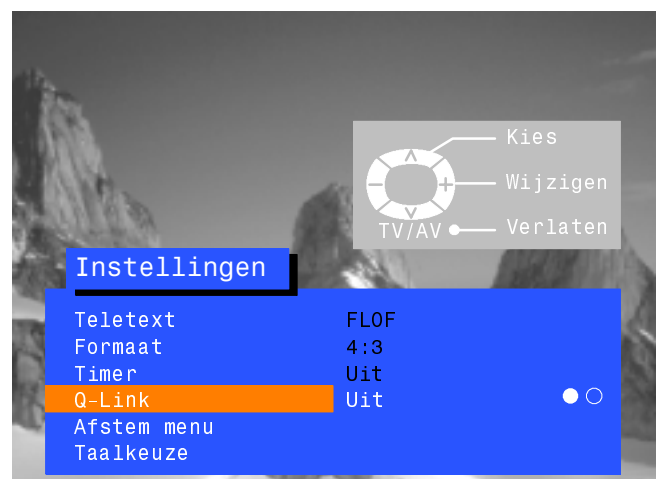 Kies
Wijzigen
TV/AV Verlaten
Instellingen
Teletext FLOF
Formaat 4:3
Timer Uit
Q-Link Uit
Afstem menu
Taalkeuze